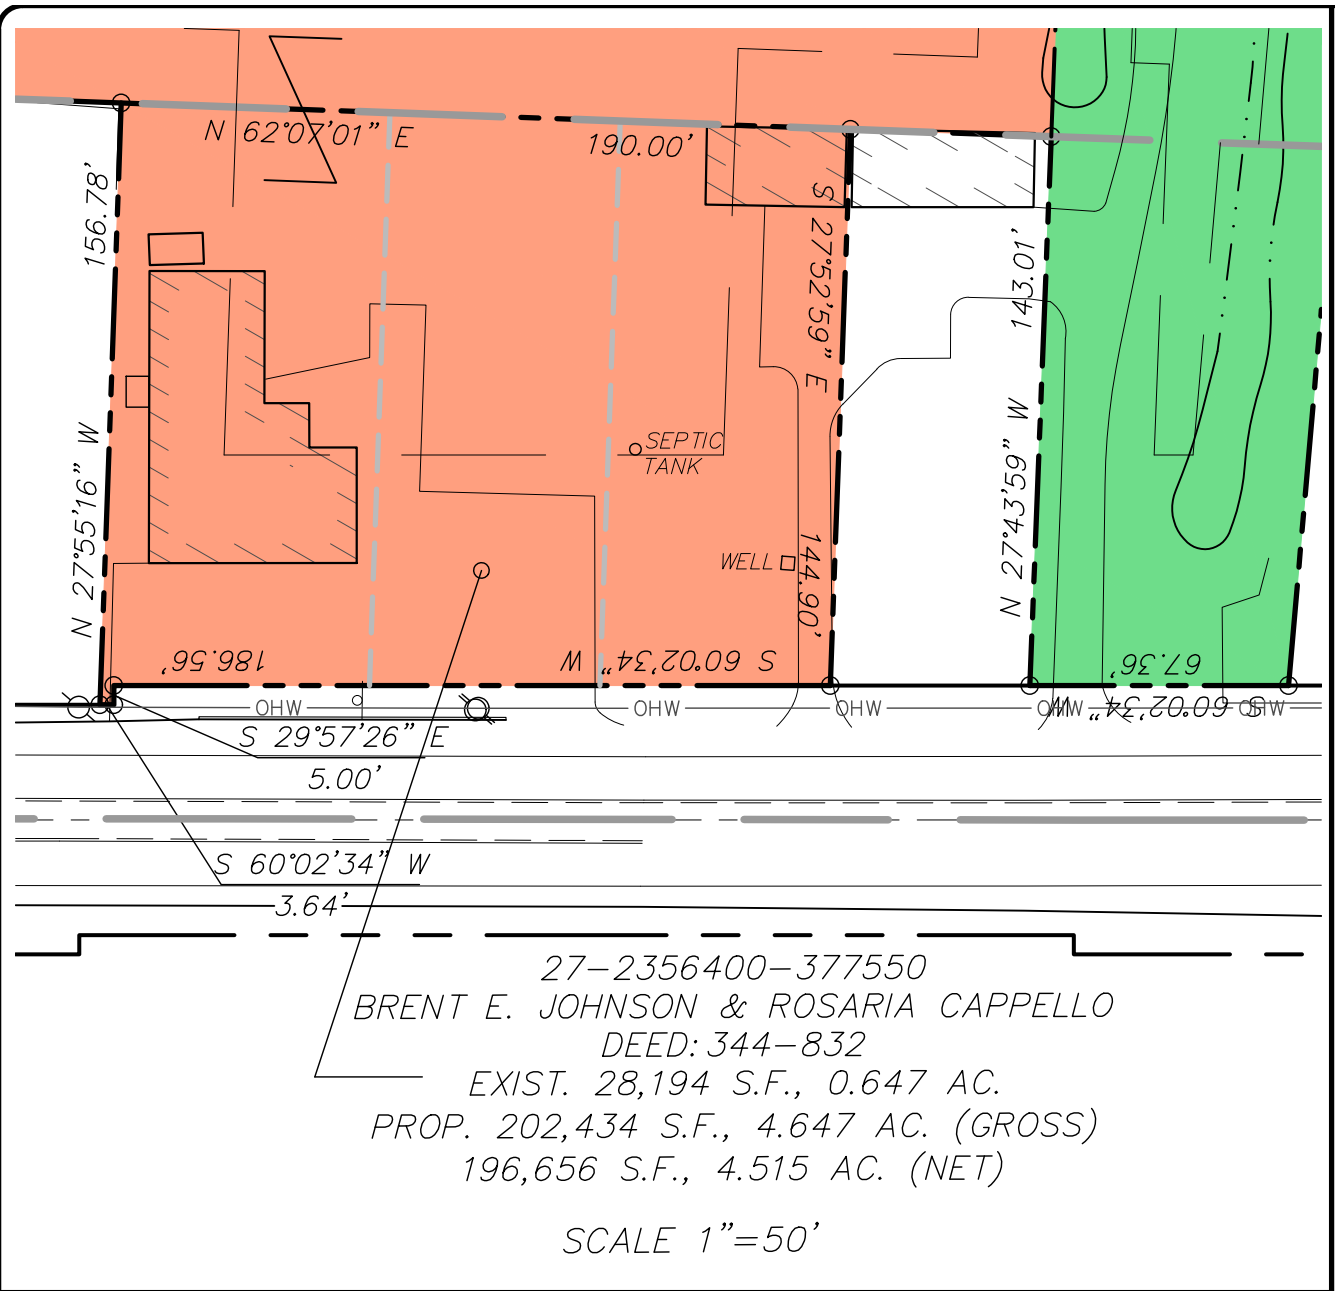 N 62°07'01" E
190.00'
156.78'
S 27°52'59" E
143.01'
N 27°55'16" W
SEPTIC
TANK
N 27°43'59" W
WELL
144.90'
186.56'
S 60°02'34" W
67.36'
S 60°02'34" W
OHW
OHW
OHW
OHW
OHW
S 29°57'26" E
5.00'
S 60°02'34" W
3.64'
27-2356400-377550
BRENT E. JOHNSON & ROSARIA CAPPELLO
DEED: 344-832
EXIST. 28,194 S.F., 0.647 AC.
PROP. 202,434 S.F., 4.647 AC. (GROSS)
196,656 S.F., 4.515 AC. (NET)
SCALE 1"=50'